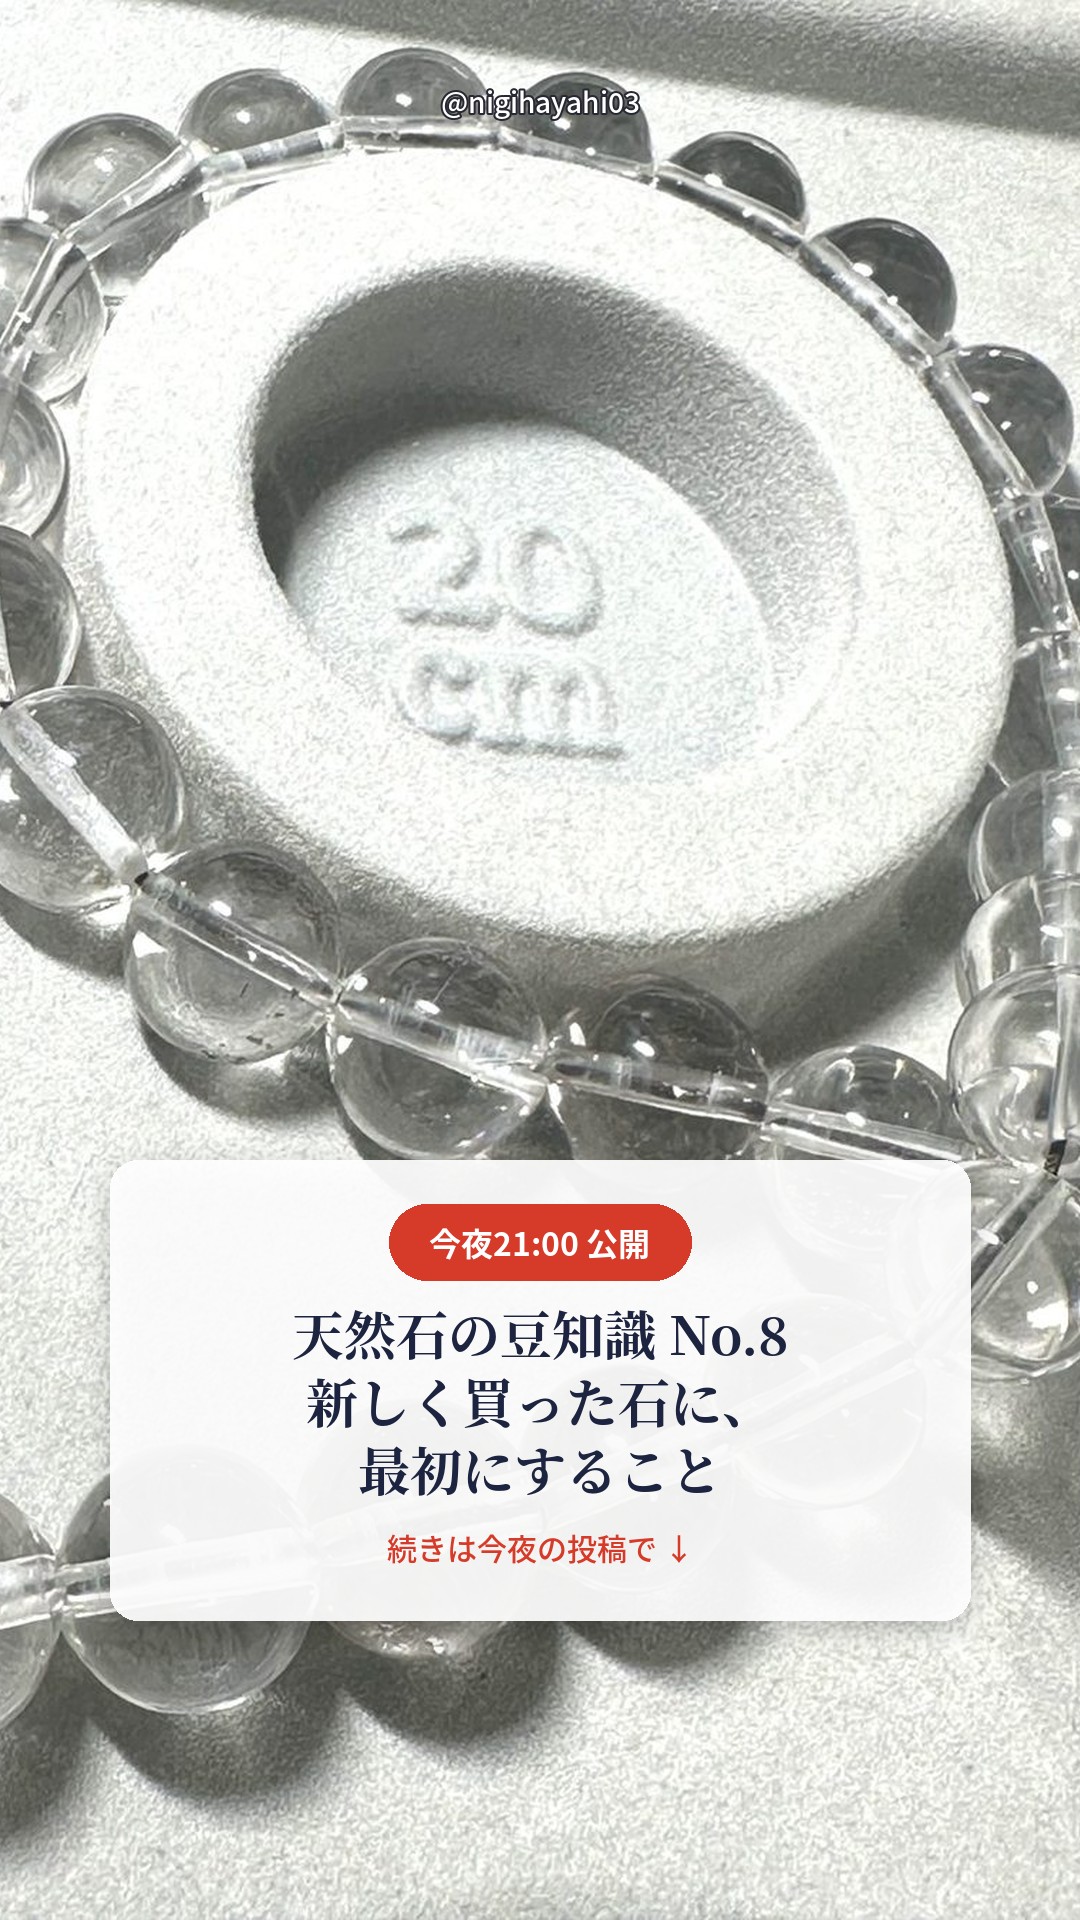 @nigihayahi03
20
cm
今夜21:00 公開
天然石の豆知識 No.8
新しく買った石に、
最初にすること
続きは今夜の投稿で ↓